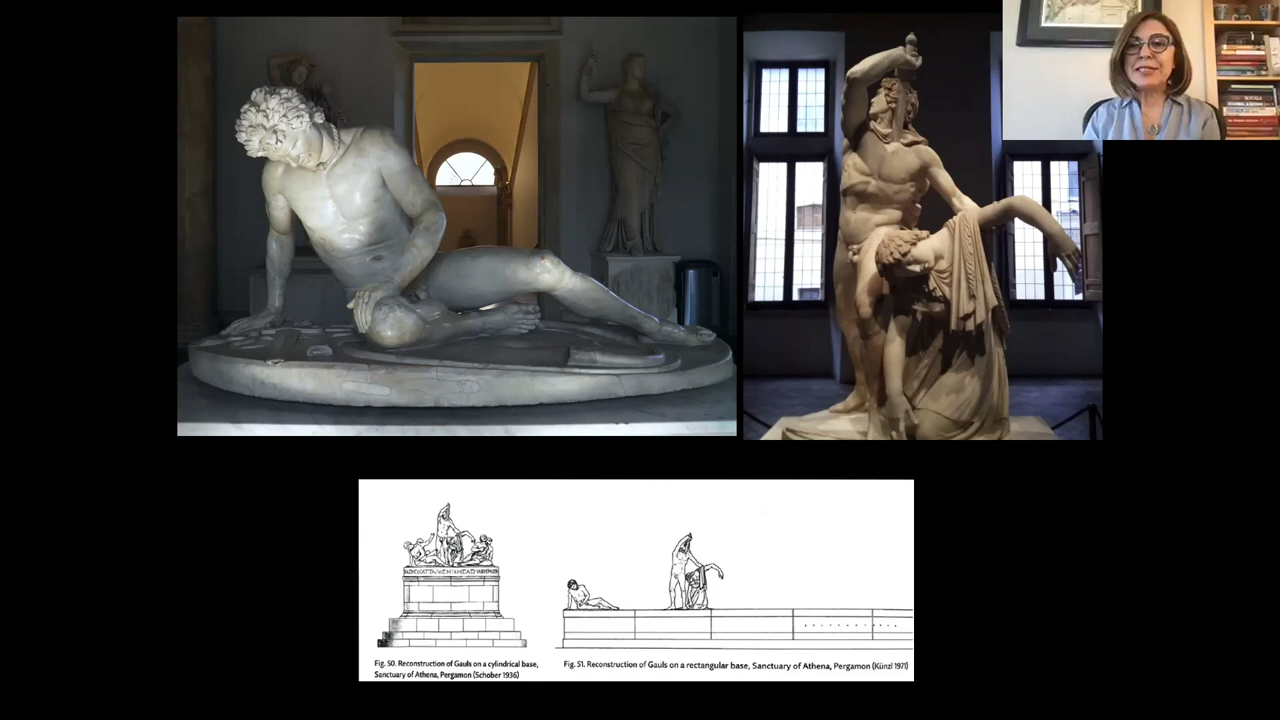 Fig. 50. Reconstruction of Gauls on a cylindrical base,
Sanctuary of Athena, Pergamon (Schober 1936)
Fig. 51. Reconstruction of Gauls on a rectangular base, Sanctuary of Athena, Pergamon (Künzl 1971)